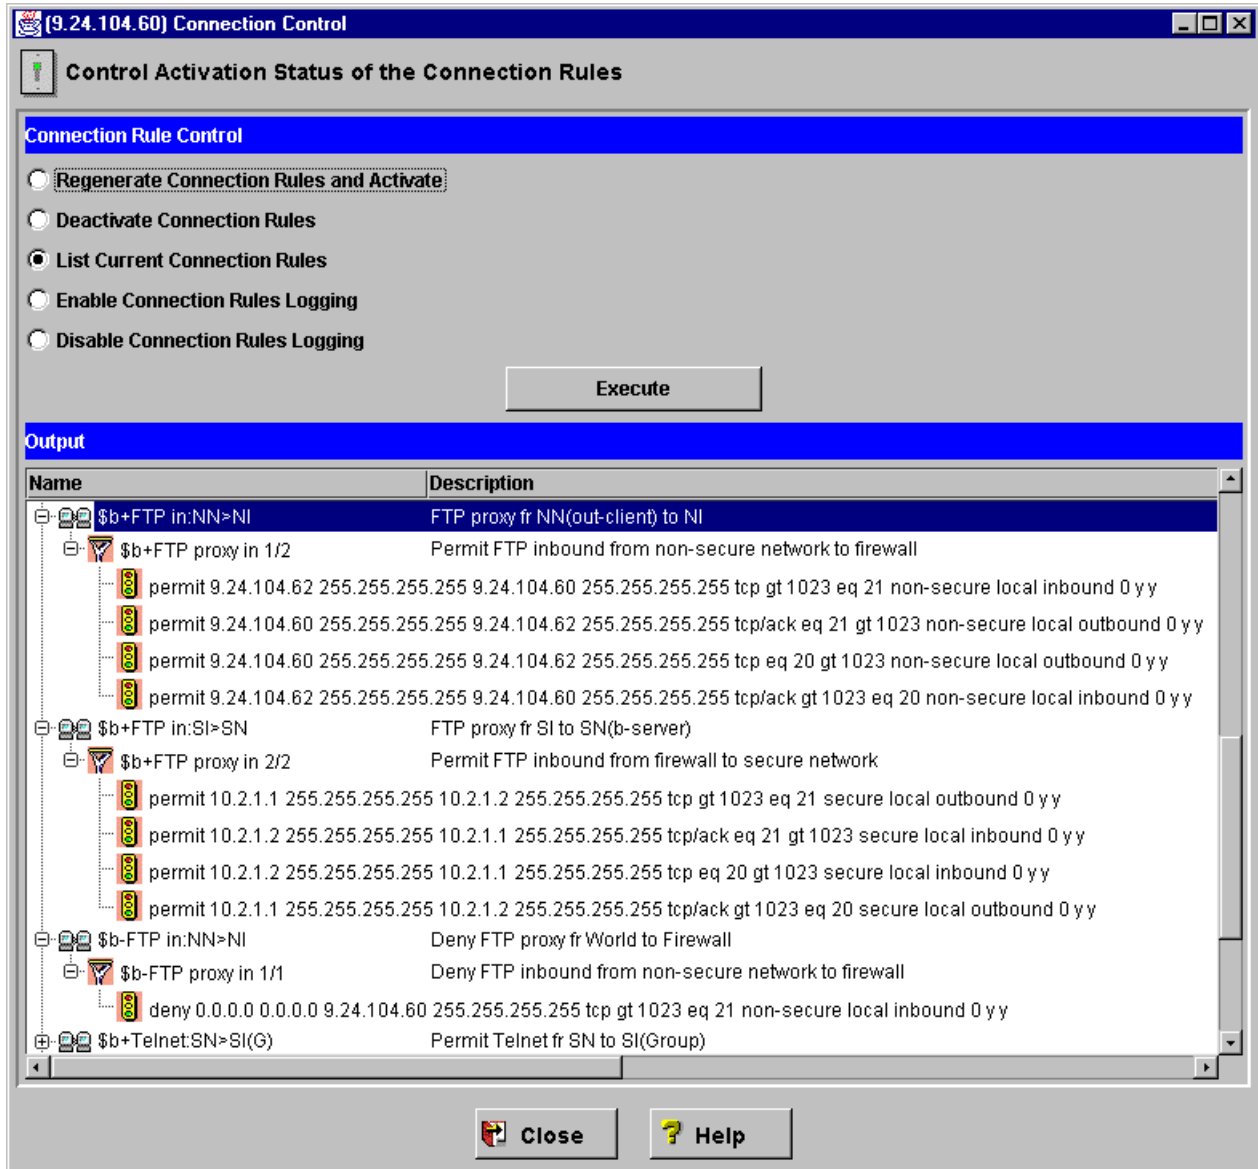 (9.24.104.60) Connection Control
Control Activation Status of the Connection Rules
Connection Rule Control
Regenerate Connection Rules and Activate
Deactivate Connection Rules
List Current Connection Rules
Enable Connection Rules Logging
Disable Connection Rules Logging
Execute
Output
Name Description
$b+FTP in:NN>NI FTP proxy fr NN(out-client) to NI
$b+FTP proxy in 1/2 Permit FTP inbound from non-secure network to firewall
permit 9.24.104.62 255.255.255.255 9.24.104.60 255.255.255.255 tcp gt 1023 eq 21 non-secure local inbound 0 y y
permit 9.24.104.60 255.255.255.255 9.24.104.62 255.255.255.255 tcp/ack eq 21 gt 1023 non-secure local outbound 0 y y
permit 9.24.104.60 255.255.255.255 9.24.104.62 255.255.255.255 tcp eq 20 gt 1023 non-secure local outbound 0 y y
permit 9.24.104.62 255.255.255.255 9.24.104.60 255.255.255.255 tcp/ack gt 1023 eq 20 non-secure local inbound 0 y y
$b+FTP in:SI>SN FTP proxy fr SI to SN(b-server)
$b+FTP proxy in 2/2 Permit FTP inbound from firewall to secure network
permit 10.2.1.1 255.255.255.255 10.2.1.2 255.255.255.255 tcp gt 1023 eq 21 secure local outbound 0 y y
permit 10.2.1.2 255.255.255.255 10.2.1.1 255.255.255.255 tcp/ack eq 21 gt 1023 secure local inbound 0 y y
permit 10.2.1.2 255.255.255.255 10.2.1.1 255.255.255.255 tcp eq 20 gt 1023 secure local inbound 0 y y
permit 10.2.1.1 255.255.255.255 10.2.1.2 255.255.255.255 tcp/ack gt 1023 eq 20 secure local outbound 0 y y
$b-FTP in:NN>NI Deny FTP proxy fr World to Firewall
$b-FTP proxy in 1/1 Deny FTP inbound from non-secure network to firewall
deny 0.0.0.0 0.0.0.0 9.24.104.60 255.255.255.255 tcp gt 1023 eq 21 non-secure local inbound 0 y y
$b+Telnet:SN>SI(G) Permit Telnet fr SN to SI(Group)
Close
Help